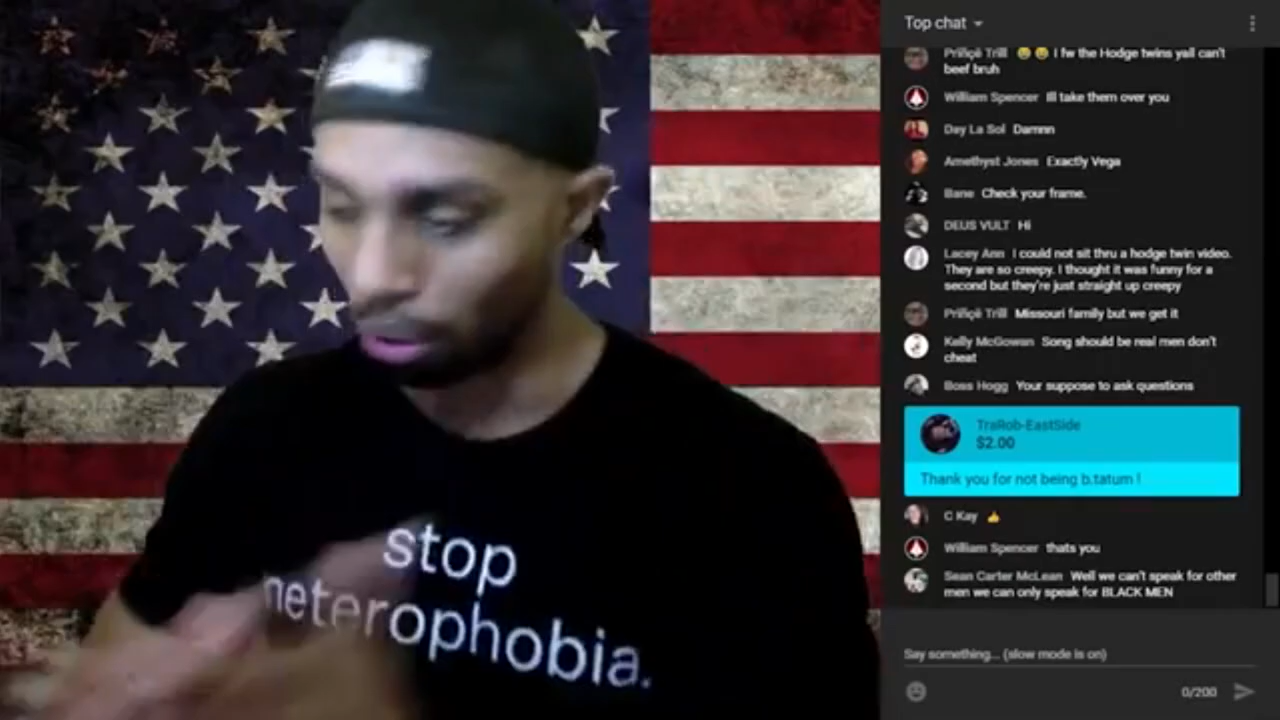 stop
heterophobia.
Top chat
Prifiçë Trill 😂 😂 I fw the Hodge twins yall can't
beef bruh
William Spencer Ill take them over you
Day La Sol Damnn
Amethyst Jones Exactly Vega
Bane Check your frame.
DEUS VULT Hi
Lacey Ann I could not sit thru a hodge twin video.
They are so creepy. I thought it was funny for a
second but they're just straight up creepy
Prifiçë Trill Missouri family but we get it
Kelly McGowan Song should be real men don't
cheat
Boss Hogg Your suppose to ask questions
TraRob-EastSide
$2.00
Thank you for not being b.tatum !
C Kay 👍
William Spencer thats you
Sean Carter McLean Well we can't speak for other
men we can only speak for BLACK MEN
Say something... (slow mode is on)
0/200